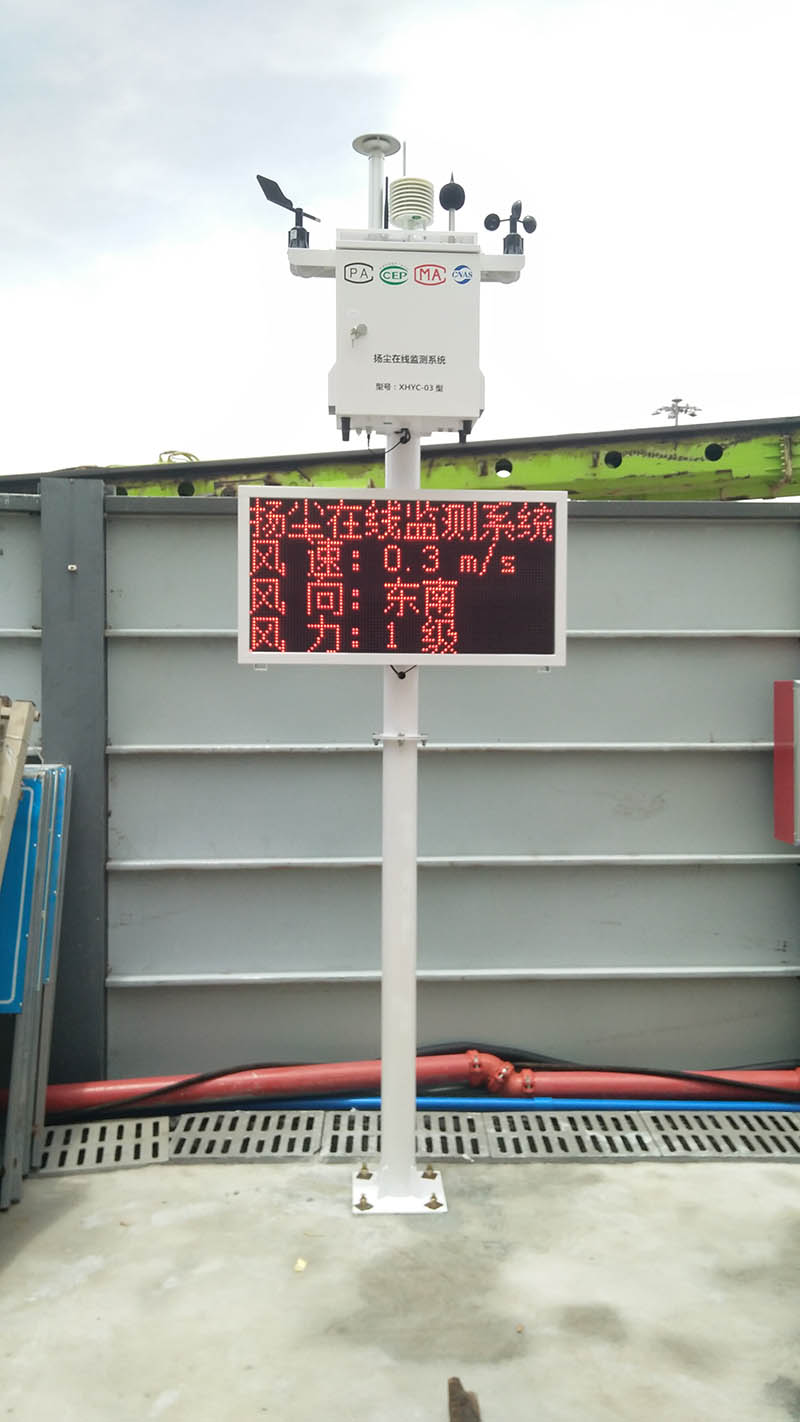 PA CEP MA CNAS
扬尘在线监测系统
型号：XHYC-03 型
扬尘在线监测系统
风 速：0.3 m/s
风 向：东南
风 力：1 级